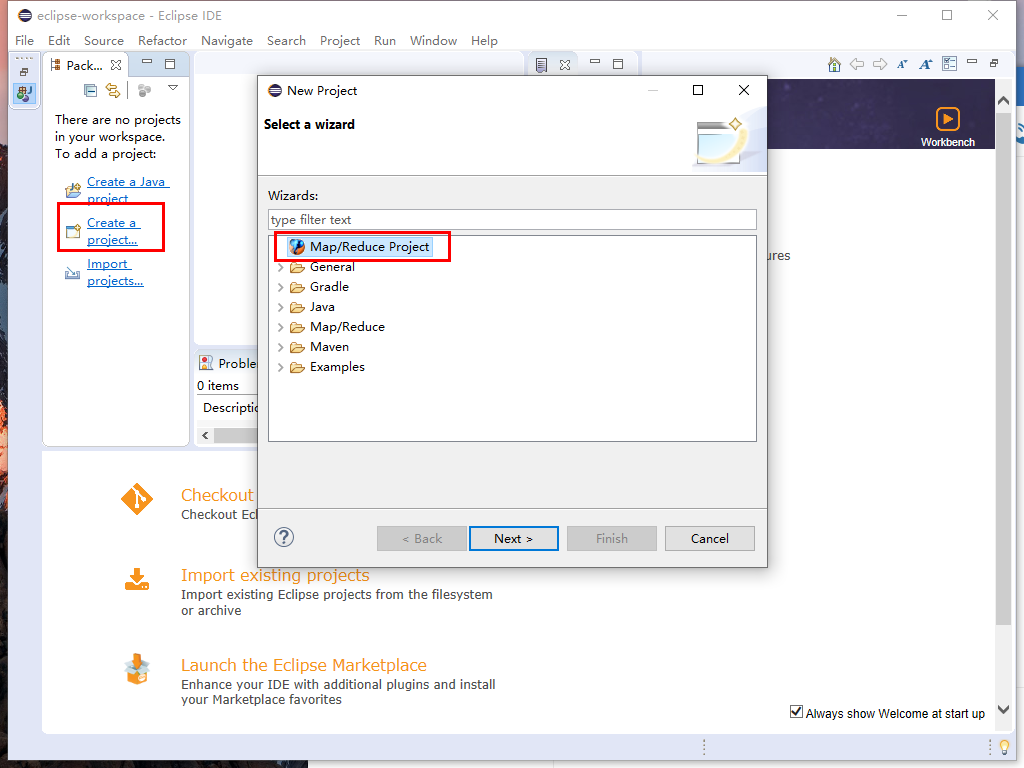 eclipse-workspace - Eclipse IDE
File Edit Source Refactor Navigate Search Project Run Window Help
Pack...
There are no projects
in your workspace.
To add a project:
Create a Java
project
Create a
project...
Import
projects...
New Project
Select a wizard
Wizards:
type filter text
Map/Reduce Project
General
Gradle
Java
Map/Reduce
Maven
Examples
< Back
Next >
Finish
Cancel
Workbench
ures
Proble
0 items
Descriptio
Checkout
Checkout Ecl
Import existing projects
Import existing Eclipse projects from the filesystem
or archive
Launch the Eclipse Marketplace
Enhance your IDE with additional plugins and install
your Marketplace favorites
Always show Welcome at start up